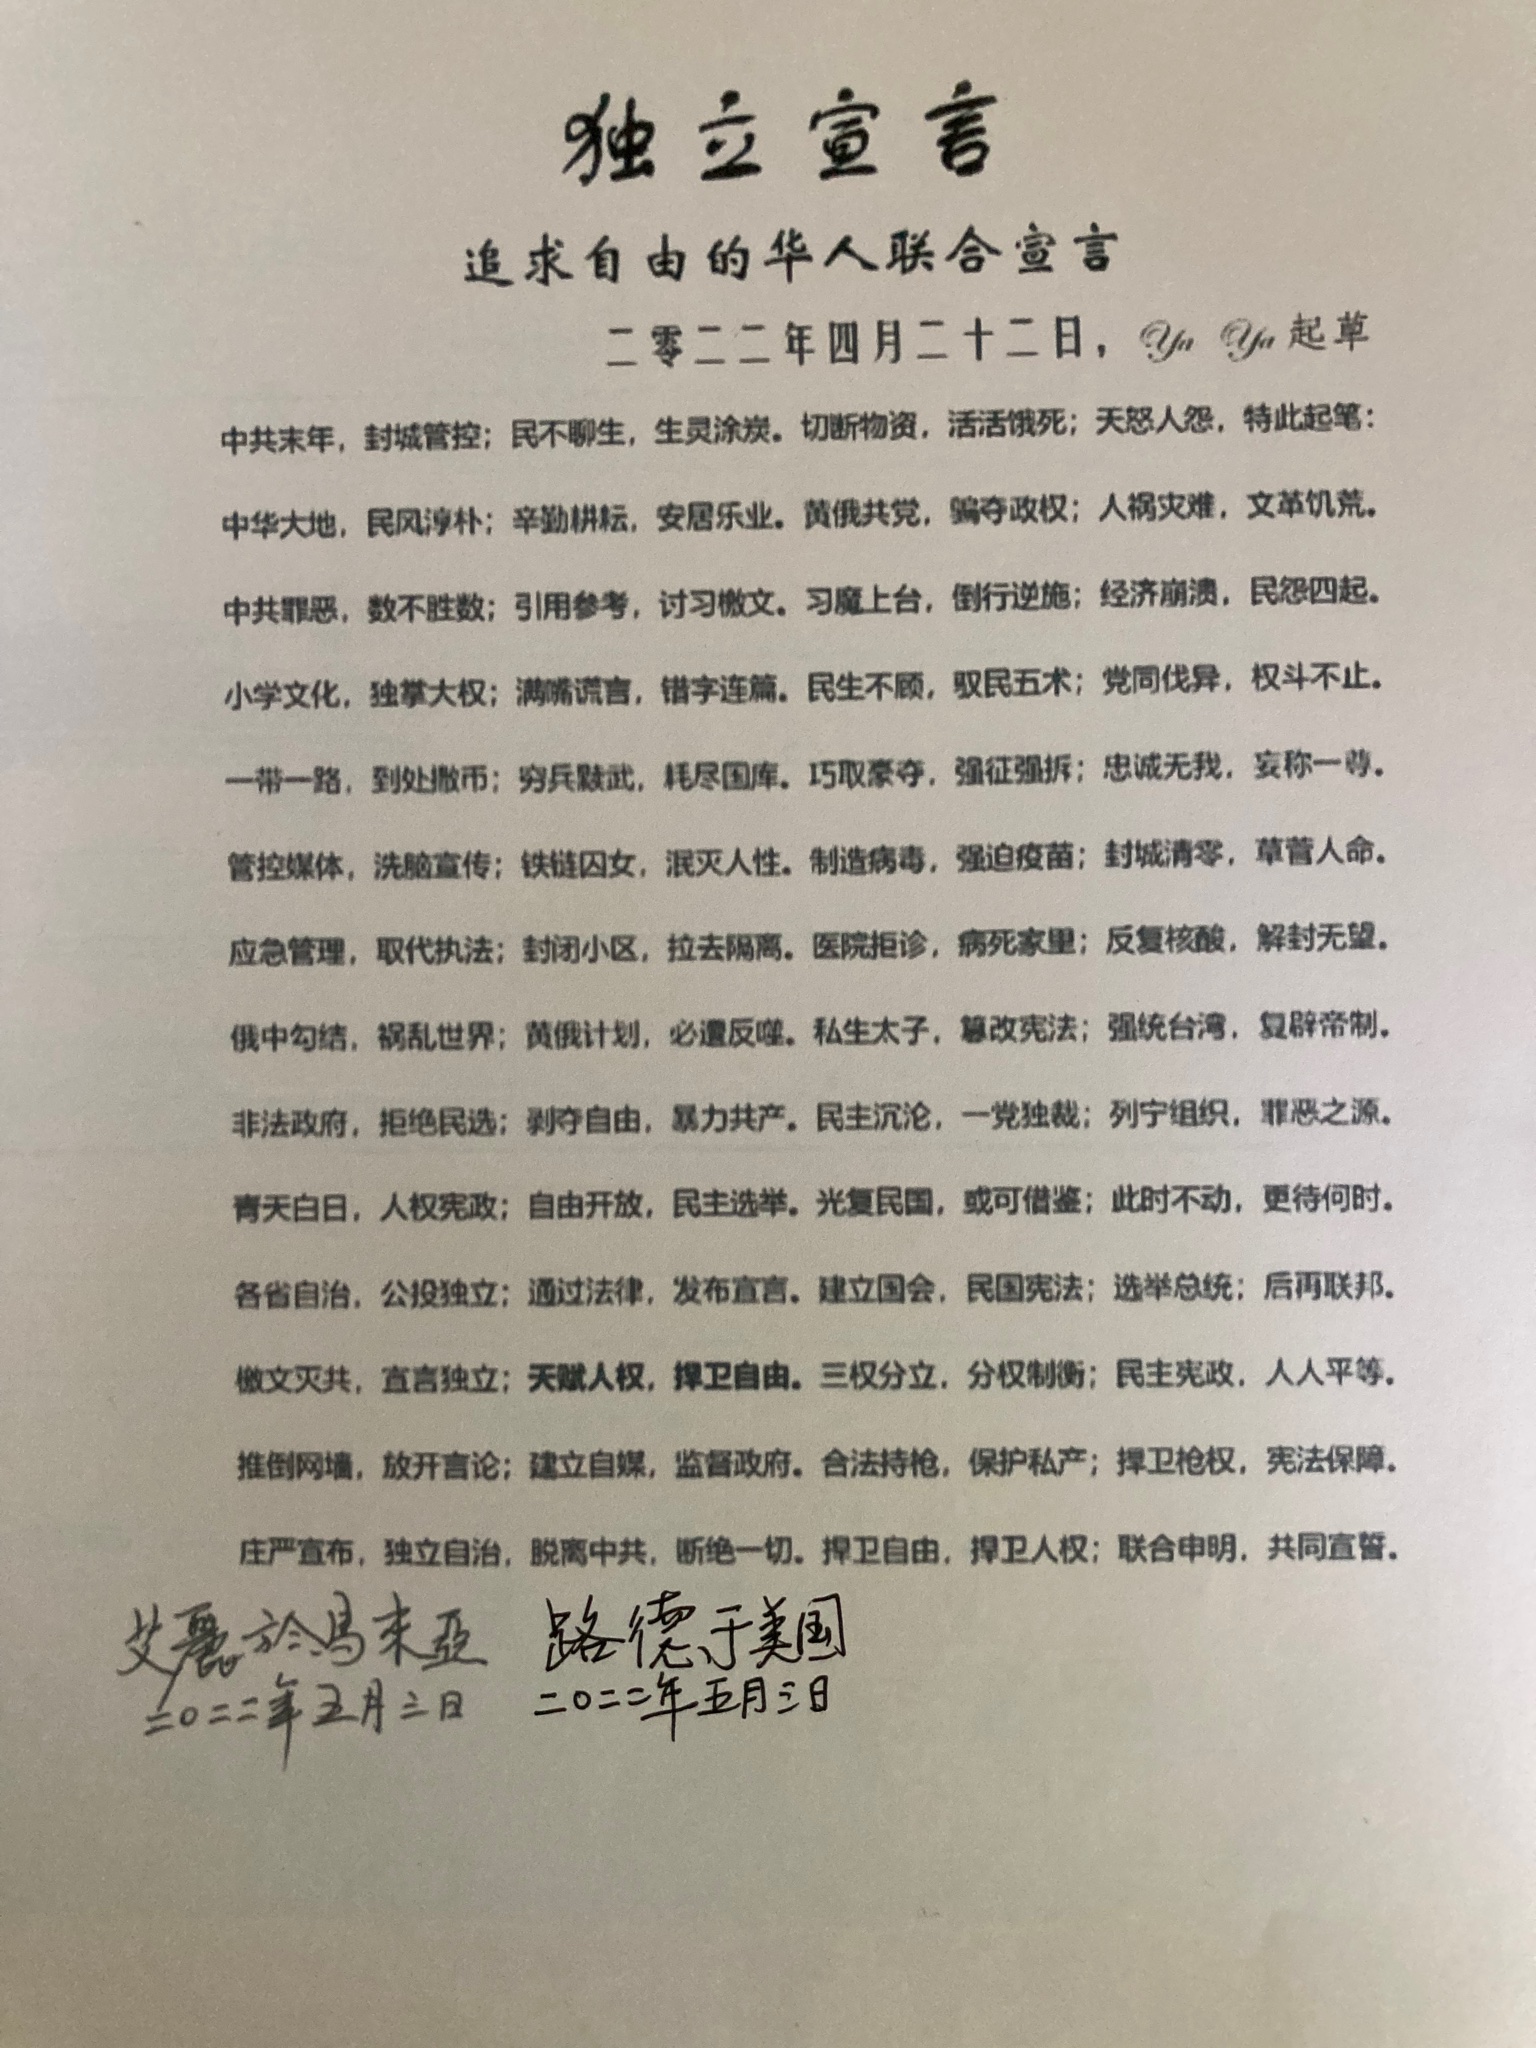 独立宣言
追求自由的华人联合宣言
二零二二年四月二十二日，Ya Ya 起草
中共末年，封城管控；民不聊生，生灵涂炭。切断物资，活活饿死；天怒人怨，特此起笔：
中华大地，民风淳朴；辛勤耕耘，安居乐业。黄俄共党，骗夺政权；人祸灾难，文革饥荒。
中共罪恶，数不胜数；引用参考，讨习檄文。习魔上台，倒行逆施；经济崩溃，民怨四起。
小学文化，独掌大权；满嘴谎言，错字连篇。民生不顾，驭民五术；党同伐异，权斗不止。
一带一路，到处撒币；穷兵黩武，耗尽国库。巧取豪夺，强征强拆；忠诚无我，妄称一尊。
管控媒体，洗脑宣传；铁链囚女，泯灭人性。制造病毒，强迫疫苗；封城清零，草菅人命。
应急管理，取代执法；封闭小区，拉去隔离。医院拒诊，病死家里；反复核酸，解封无望。
俄中勾结，祸乱世界；黄俄计划，必遭反噬。私生太子，篡改宪法；强统台湾，复辟帝制。
非法政府，拒绝民选；剥夺自由，暴力共产。民主沉沦，一党独裁；列宁组织，罪恶之源。
青天白日，人权宪政；自由开放，民主选举。光复民国，或可借鉴；此时不动，更待何时。
各省自治，公投独立；通过法律，发布宣言。建立国会，民国宪法；选举总统；后再联邦。
檄文灭共，宣言独立；天赋人权，捍卫自由。三权分立，分权制衡；民主宪政，人人平等。
推倒网墙，放开言论；建立自媒，监督政府。合法持枪，保护私产；捍卫枪权，宪法保障。
庄严宣布，独立自治，脱离中共，断绝一切。捍卫自由，捍卫人权；联合申明，共同宣誓。
艾麗於馬来亞 路德于美国
二〇二二年五月三日 二〇二二年五月三日